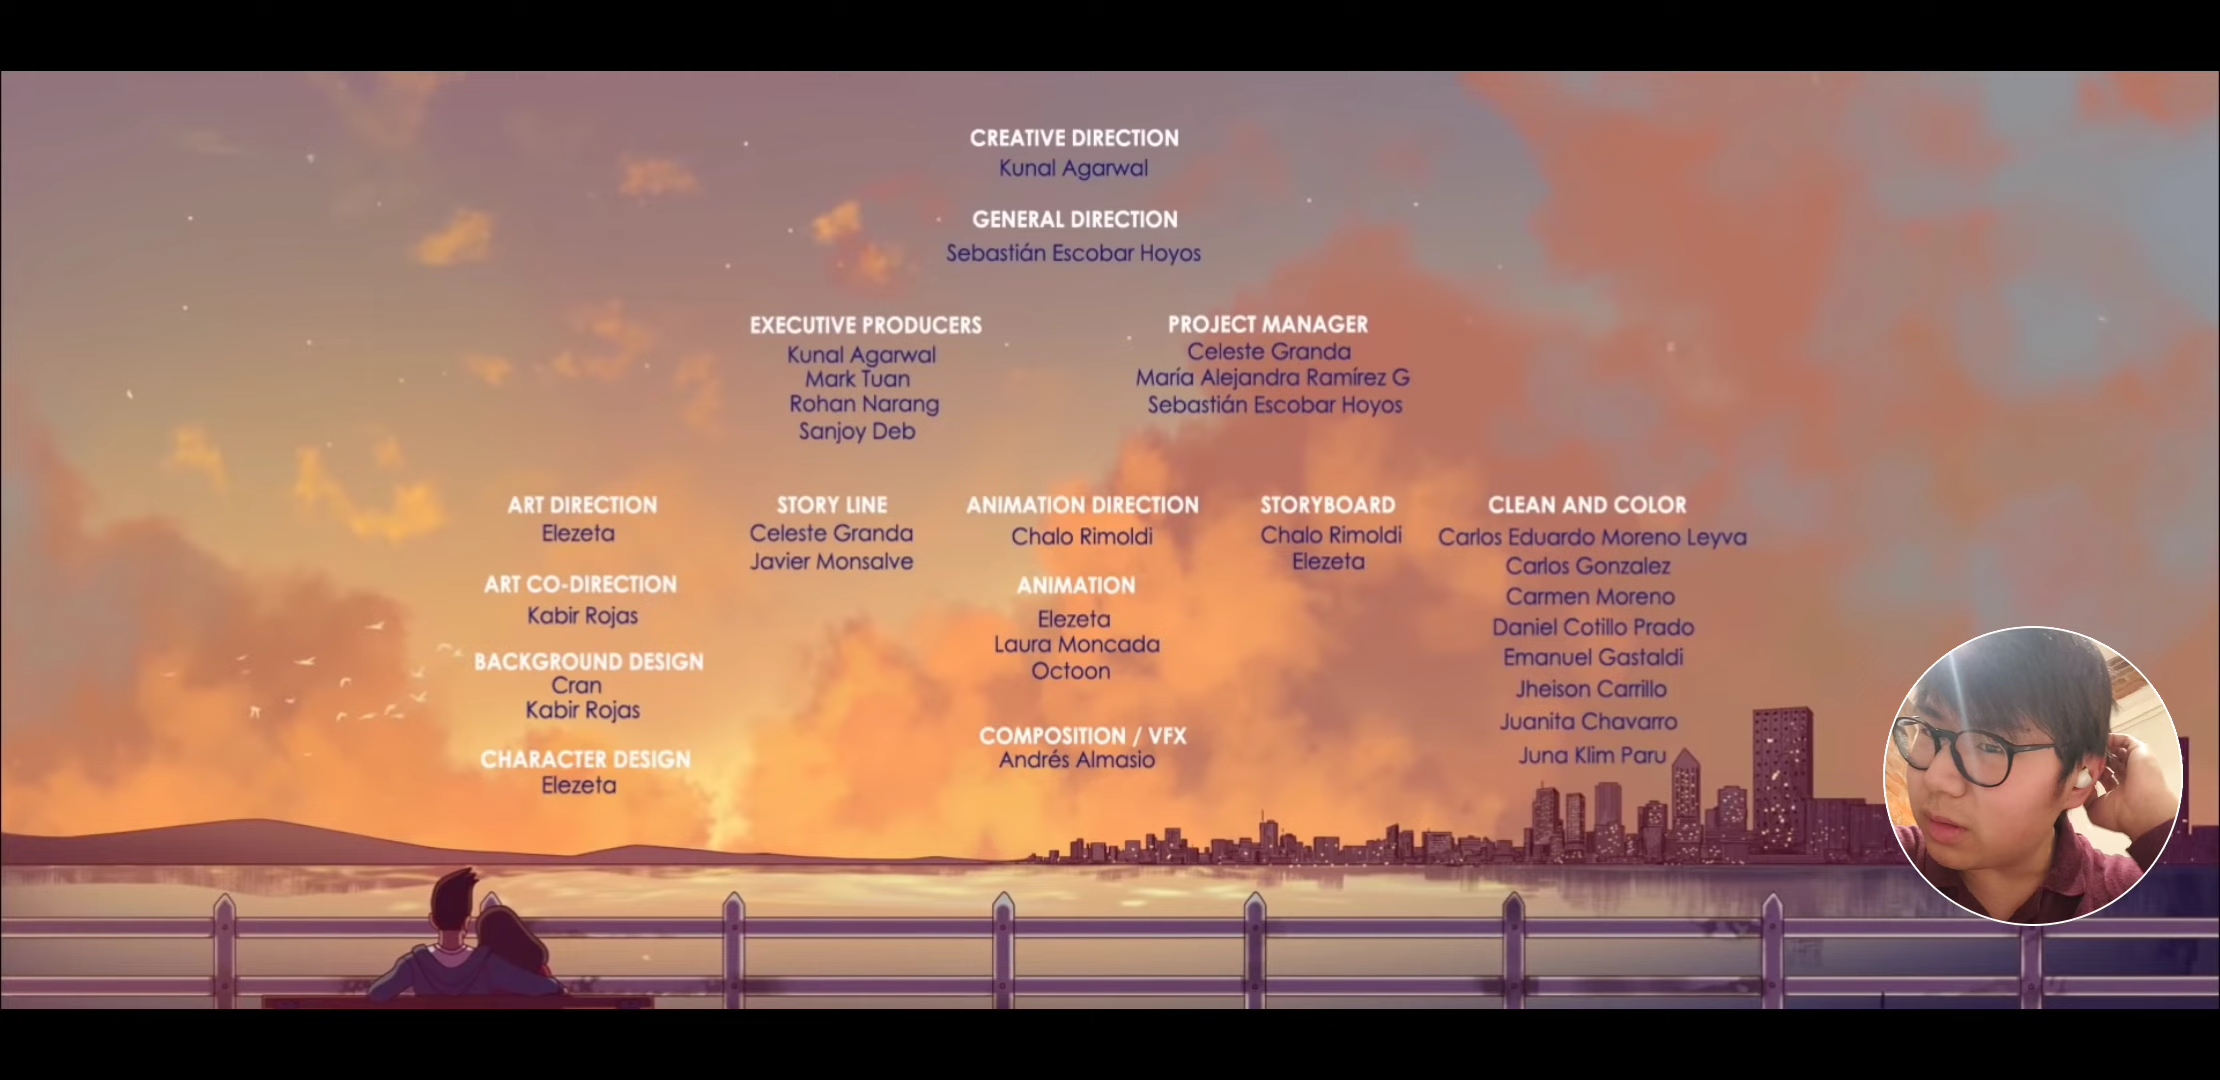 CREATIVE DIRECTION
Kunal Agarwal
GENERAL DIRECTION
Sebastián Escobar Hoyos
EXECUTIVE PRODUCERS
Kunal Agarwal
Mark Tuan
Rohan Narang
Sanjoy Deb
PROJECT MANAGER
Celeste Granda
María Alejandra Ramírez G
Sebastián Escobar Hoyos
ART DIRECTION
Elezeta
ART CO-DIRECTION
Kabir Rojas
BACKGROUND DESIGN
Cran
Kabir Rojas
CHARACTER DESIGN
Elezeta
STORY LINE
Celeste Granda
Javier Monsalve
ANIMATION DIRECTION
Chalo Rimoldi
ANIMATION
Elezeta
Laura Moncada
Octoon
COMPOSITION / VFX
Andrés Almasio
STORYBOARD
Chalo Rimoldi
Elezeta
CLEAN AND COLOR
Carlos Eduardo Moreno Leyva
Carlos Gonzalez
Carmen Moreno
Daniel Cotillo Prado
Emanuel Gastaldi
Jheison Carrillo
Juanita Chavarro
Juna Klim Paru